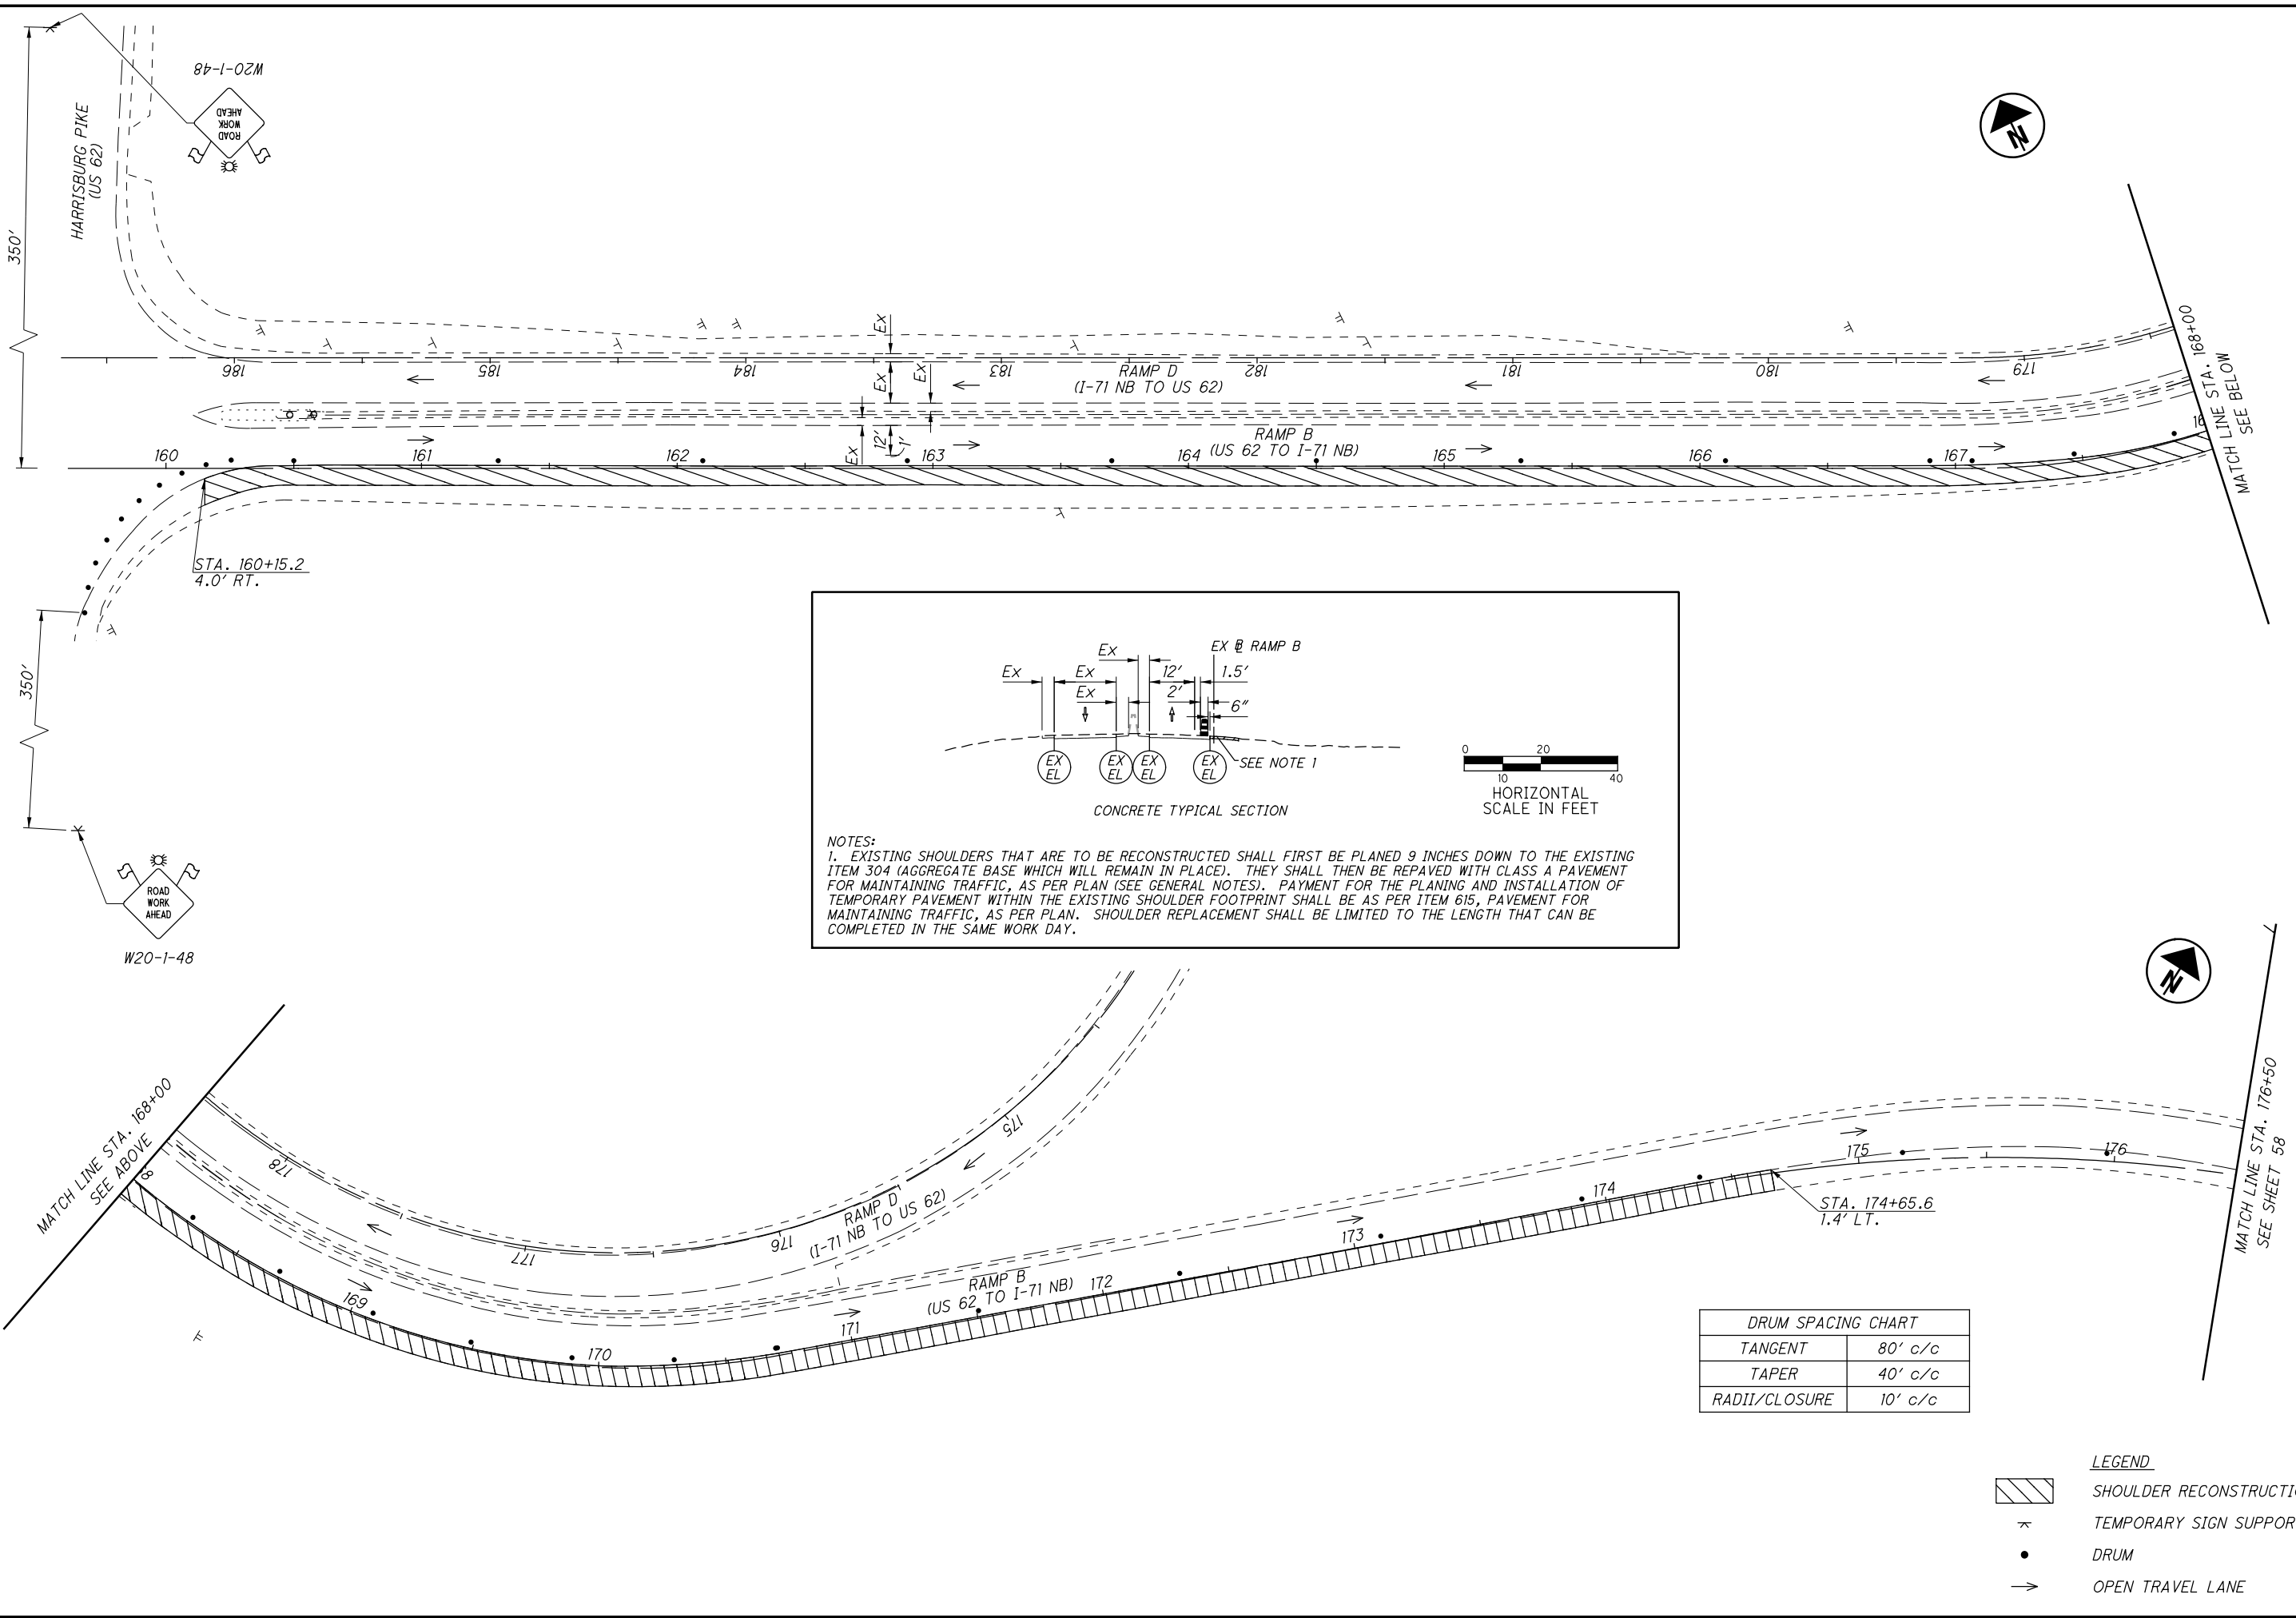 W20-1-48
ROAD
WORK
AHEAD
HARRISBURG PIKE
(US 62)
350'
N
MATCH LINE STA. 168+00
SEE BELOW
186
185
184
183
182
181
180
179
Ex
Ex
Ex
Ex
12'
1'
RAMP D
(I-71 NB TO US 62)
RAMP B
(US 62 TO I-71 NB)
160
161
162
163
164
165
166
167
16
STA. 160+15.2
4.0' RT.
350'
ROAD
WORK
AHEAD
W20-1-48
Ex
EX B RAMP B
Ex
Ex
12'
1.5'
Ex
2'
6"
EX
EL
EX
EL
EX
EL
EX
EL
SEE NOTE 1
CONCRETE TYPICAL SECTION
0
20
10
40
HORIZONTAL
SCALE IN FEET
NOTES:
1. EXISTING SHOULDERS THAT ARE TO BE RECONSTRUCTED SHALL FIRST BE PLANED 9 INCHES DOWN TO THE EXISTING
ITEM 304 (AGGREGATE BASE WHICH WILL REMAIN IN PLACE). THEY SHALL THEN BE REPAVED WITH CLASS A PAVEMENT
FOR MAINTAINING TRAFFIC, AS PER PLAN (SEE GENERAL NOTES). PAYMENT FOR THE PLANING AND INSTALLATION OF
TEMPORARY PAVEMENT WITHIN THE EXISTING SHOULDER FOOTPRINT SHALL BE AS PER ITEM 615, PAVEMENT FOR
MAINTAINING TRAFFIC, AS PER PLAN. SHOULDER REPLACEMENT SHALL BE LIMITED TO THE LENGTH THAT CAN BE
COMPLETED IN THE SAME WORK DAY.
N
MATCH LINE STA. 168+00
SEE ABOVE
8
178
177
176
175
RAMP D
(I-71 NB TO US 62)
169
170
171
172
173
174
175
176
RAMP B
(US 62 TO I-71 NB)
STA. 174+65.6
1.4' LT.
MATCH LINE STA. 176+50
SEE SHEET 58
DRUM SPACING CHART
TANGENT 80' c/c
TAPER 40' c/c
RADII/CLOSURE 10' c/c
LEGEND
SHOULDER RECONSTRUCTI
TEMPORARY SIGN SUPPOR
DRUM
OPEN TRAVEL LANE